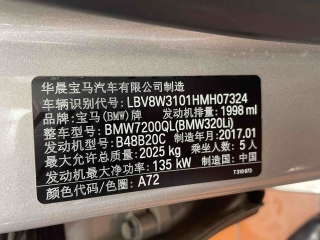 华晨宝马汽车有限公司制造
车辆识别代号: LBV8W3101HMH07324
品牌: 宝马(BMW)牌 发动机排量: 1998 ml
整车型号: BMW7200QL(BMW320Li)
发动机型号: B48B20C 制造年月: 2017.01
最大允许总质量: 2025 kg 乘坐人数: 5人
发动机最大净功率: 135 kW 制造国: 中国
颜色代码/色圈: A72 7 310 673